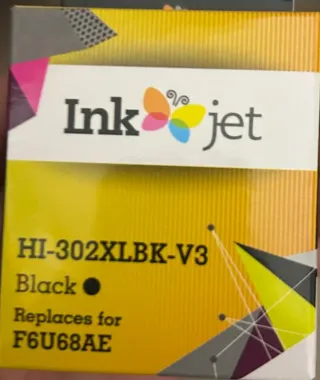 Ink jet
HI-302XLBK-V3
Black
Replaces for
F6U68AE